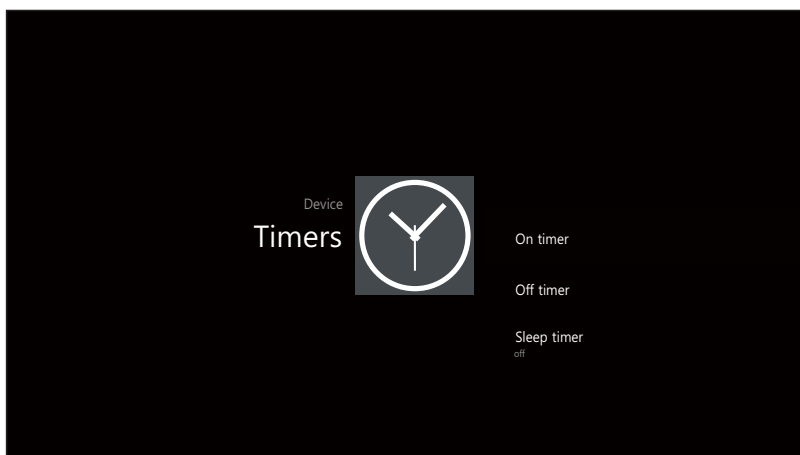 Device
Timers
On timer
Off timer
Sleep timer
off